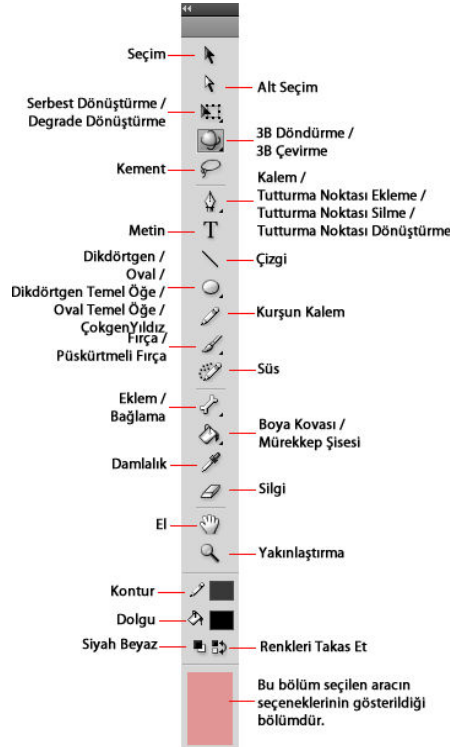 Seçim
Alt Seçim
Serbest Dönüştürme /
Degrade Dönüştürme
3B Döndürme /
3B Çevirme
Kement
Kalem /
Tutturma Noktası Ekleme /
Tutturma Noktası Silme /
Tutturma Noktası Dönüştürme
Metin
T
Çizgi
Dikdörtgen /
Oval /
Dikdörtgen Temel Öğe /
Oval Temel Öğe /
ÇokgenYıldız
Kurşun Kalem
Fırça /
Püskürtmeli Fırça
Süs
Eklem /
Bağlama
Boya Kovası /
Mürekkep Şisesi
Damlalık
Silgi
El
Yakınlaştırma
Kontur
Dolgu
Siyah Beyaz
Renkleri Takas Et
Bu bölüm seçilen aracın
seçeneklerinin gösterildiği
bölümdür.